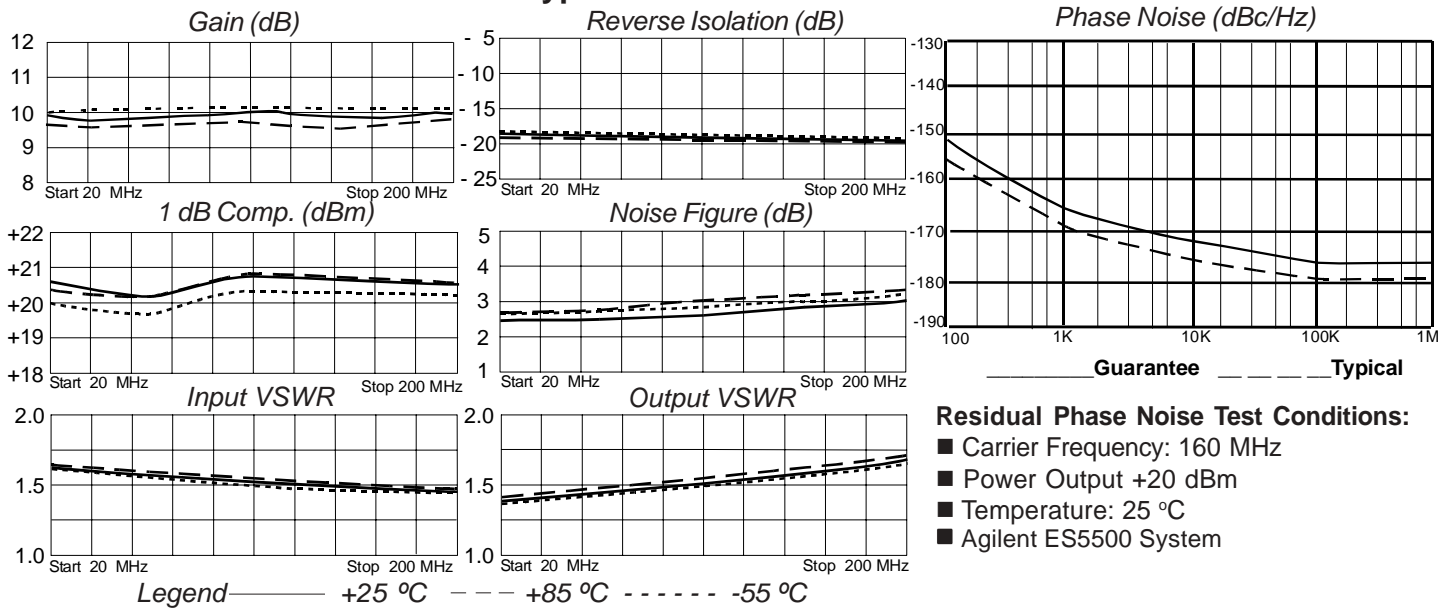 Gain (dB)
12
11
10
9
8
Start 20 MHz
Stop 200 MHz
Reverse Isolation (dB)
- 5
- 10
- 15
- 20
- 25
Start 20 MHz
Stop 200 MHz
Phase Noise (dBc/Hz)
-130
-140
-150
-160
-170
-180
-190
100
1K
10K
100K
1M
Guarantee
Typical
1 dB Comp. (dBm)
+22
+21
+20
+19
+18
Start 20 MHz
Stop 200 MHz
Noise Figure (dB)
5
4
3
2
1
Start 20 MHz
Stop 200 MHz
Input VSWR
2.0
1.5
1.0
Start 20 MHz
Stop 200 MHz
Output VSWR
2.0
1.5
1.0
Start 20 MHz
Stop 200 MHz
Residual Phase Noise Test Conditions:
■ Carrier Frequency: 160 MHz
■ Power Output +20 dBm
■ Temperature: 25 ºC
■ Agilent ES5500 System
Legend +25 ºC +85 ºC -55 ºC